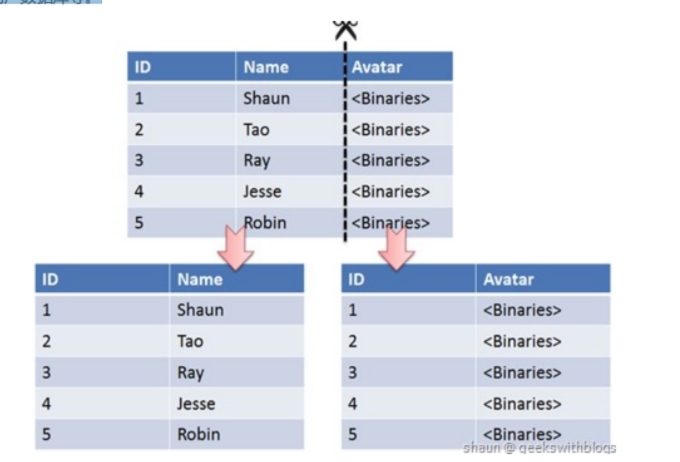 ID Name Avatar
1 Shaun <Binaries>
2 Tao <Binaries>
3 Ray <Binaries>
4 Jesse <Binaries>
5 Robin <Binaries>
ID Name
1 Shaun
2 Tao
3 Ray
4 Jesse
5 Robin
ID Avatar
1 <Binaries>
2 <Binaries>
3 <Binaries>
4 <Binaries>
5 <Binaries>
shaun @ geekswithblogs